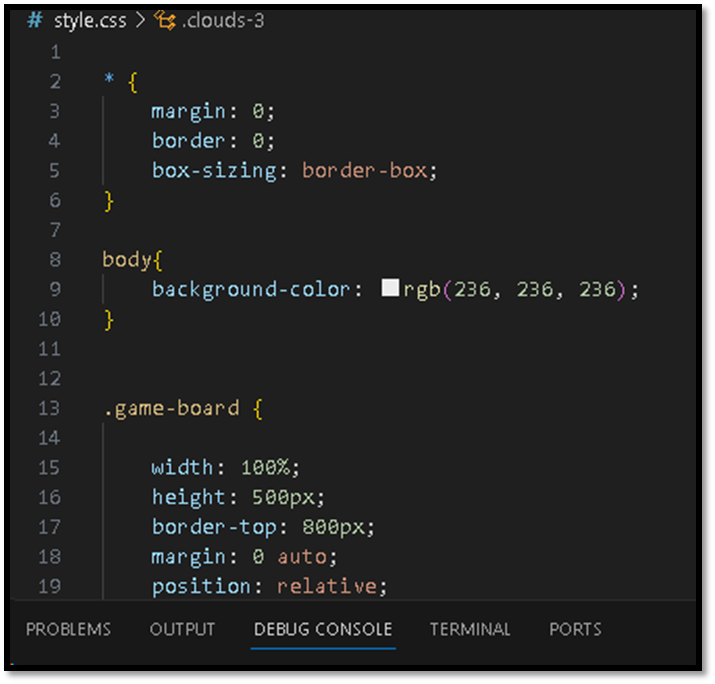 # style.css > .clouds-3
1
2 * {
3 margin: 0;
4 border: 0;
5 box-sizing: border-box;
6 }
7
8 body{
9 background-color: rgb(236, 236, 236);
10 }
11
12
13 .game-board {
14
15 width: 100%;
16 height: 500px;
17 border-top: 800px;
18 margin: 0 auto;
19 position: relative;
PROBLEMS OUTPUT DEBUG CONSOLE TERMINAL PORTS